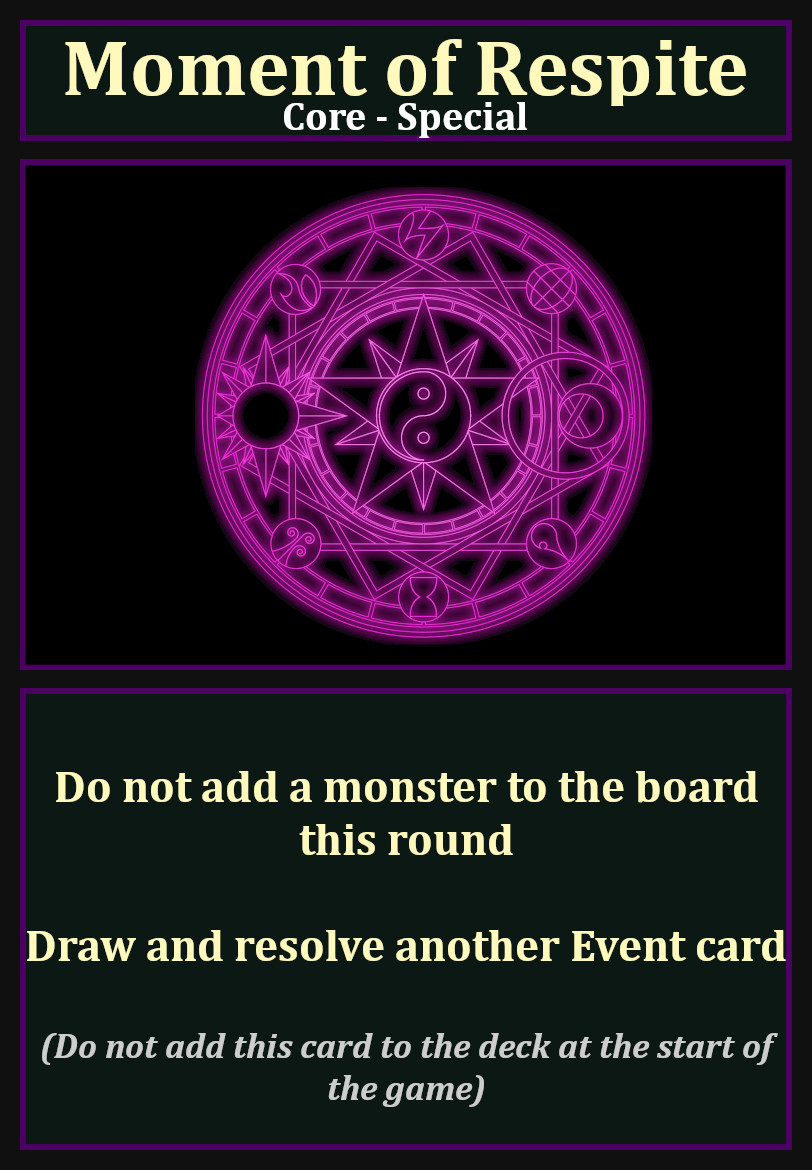 Moment of Respite
Core - Special
Do not add a monster to the board
this round
Draw and resolve another Event card
(Do not add this card to the deck at the start of
the game)